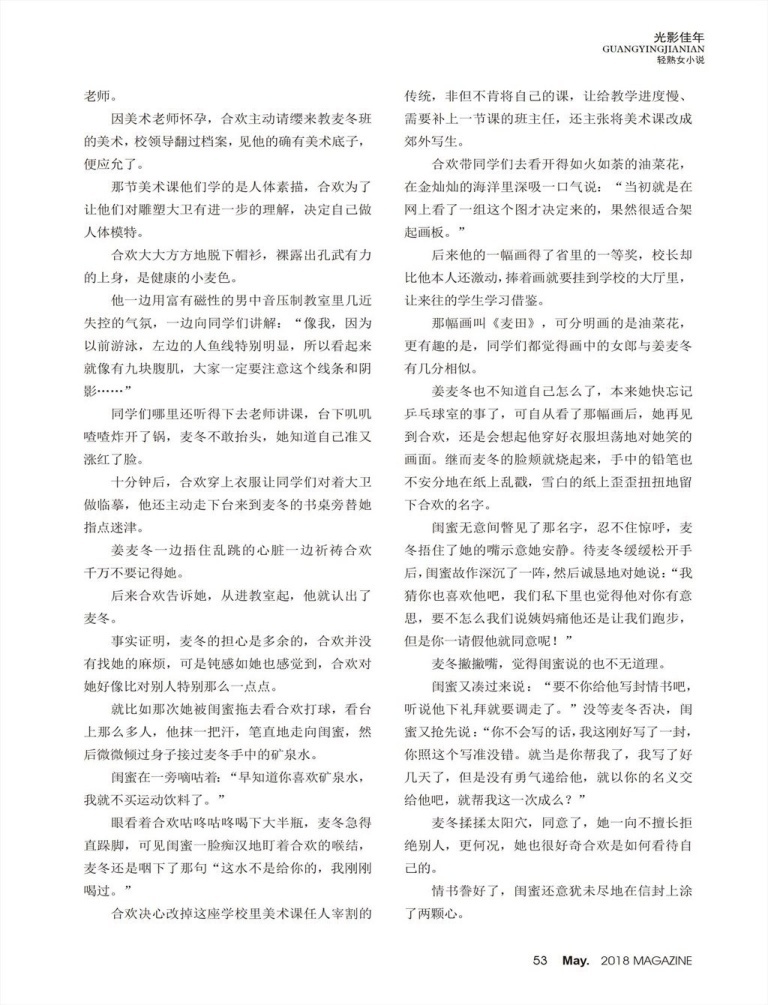 光影佳年
GUANGYINGJIANIAN
轻熟女小说
老师。
因美术老师怀孕，合欢主动请缨来教麦冬班
的美术，校领导翻过档案，见他的确有美术底子，
便应允了。
那节美术课他们学的是人体素描，合欢为了
让他们对雕塑大卫有进一步的理解，决定自己做
人体模特。
合欢大大方方地脱下帽衫，裸露出孔武有力
的上身，是健康的小麦色。
他一边用富有磁性的男中音压制教室里几近
失控的气氛，一边向同学们讲解：“像我，因为
以前游泳，左边的人鱼线特别明显，所以看起来
就像有九块腹肌，大家一定要注意这个线条和阴
影……”
同学们哪里还听得下去老师讲课，台下叽叽
喳喳炸开了锅，麦冬不敢抬头，她知道自己准又
涨红了脸。
十分钟后，合欢穿上衣服让同学们对着大卫
做临摹，他还主动走下台来到麦冬的书桌旁替她
指点迷津。
姜麦冬一边捂住乱跳的心脏一边祈祷合欢
千万不要记得她。
后来合欢告诉她，从进教室起，他就认出了
麦冬。
事实证明，麦冬的担心是多余的，合欢并没
有找她的麻烦，可是钝感如她也感觉到，合欢对
她好像比对别人特别那么一点点。
就比如那次她被闺蜜拖去看合欢打球，看台
上那么多人，他抹一把汗，笔直地走向闺蜜，然
后微微倾过身子接过麦冬手中的矿泉水。
闺蜜在一旁嘀咕着：“早知道你喜欢矿泉水，
我就不买运动饮料了。”
眼看着合欢咕咚咕咚喝下大半瓶，麦冬急得
直跺脚，可见闺蜜一脸痴汉地盯着合欢的喉结，
麦冬还是咽下了那句“这水不是给你的，我刚刚
喝过。”
合欢决心改掉这座学校里美术课任人宰割的
传统，非但不肯将自己的课，让给教学进度慢、
需要补上一节课的班主任，还主张将美术课改成
郊外写生。
合欢带同学们去看开得如火如荼的油菜花，
在金灿灿的海洋里深吸一口气说：“当初就是在
网上看了一组这个图才决定来的，果然很适合架
起画板。”
后来他的一幅画得了省里的一等奖，校长却
比他本人还激动，捧着画就要挂到学校的大厅里，
让来往的学生学习借鉴。
那幅画叫《麦田》，可分明画的是油菜花，
更有趣的是，同学们都觉得画中的女郎与姜麦冬
有几分相似。
姜麦冬也不知道自己怎么了，本来她快忘记
乒乓球室的事了，可自从看了那幅画后，她再见
到合欢，还是会想起他穿好衣服坦荡地对她笑的
画面。继而麦冬的脸颊就烧起来，手中的铅笔也
不安分地在纸上乱戳，雪白的纸上歪歪扭扭地留
下合欢的名字。
闺蜜无意间瞥见了那名字，忍不住惊呼，麦
冬捂住了她的嘴示意她安静。待麦冬缓缓松开手
后，闺蜜故作深沉了一阵，然后诚恳地对她说：“我
猜你也喜欢他吧，我们私下里也觉得他对你有意
思，要不怎么我们说姨妈痛他还是让我们跑步，
但是你一请假他就同意呢！”
麦冬撇撇嘴，觉得闺蜜说的也不无道理。
闺蜜又凑过来说：“要不你给他写封情书吧，
听说他下礼拜就要调走了。”没等麦冬否决，闺
蜜又抢先说：“你不会写的话，我这刚好写了一封，
你照这个写准没错。就当是你帮我了，我写了好
几天了，但是没有勇气递给他，就以你的名义交
给他吧，就帮我这一次成么？”
麦冬揉揉太阳穴，同意了，她一向不擅长拒
绝别人，更何况，她也很好奇合欢是如何看待自
己的。
情书誊好了，闺蜜还意犹未尽地在信封上涂
了两颗心。
53 May. 2018 MAGAZINE